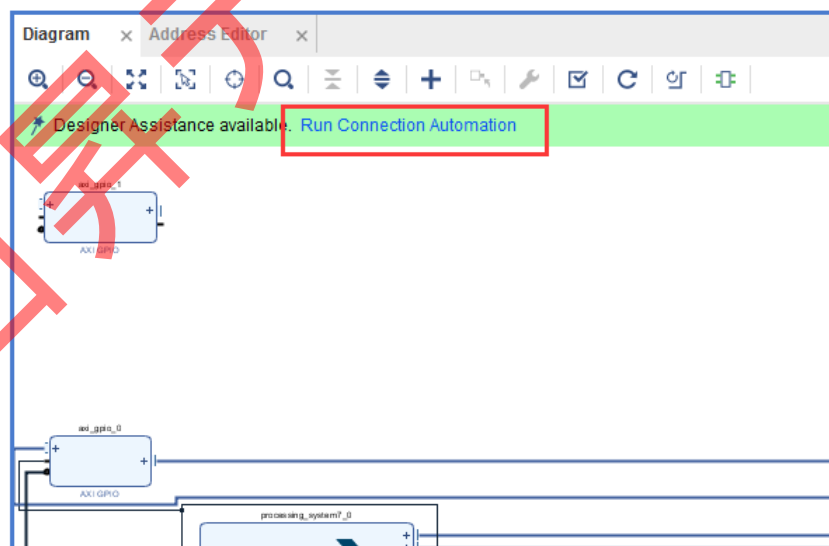 Diagram × Address Editor ×
Designer Assistance available. Run Connection Automation
axi_gpio_1
AXI GPIO
axi_gpio_0
AXI GPIO
processing_system7_0